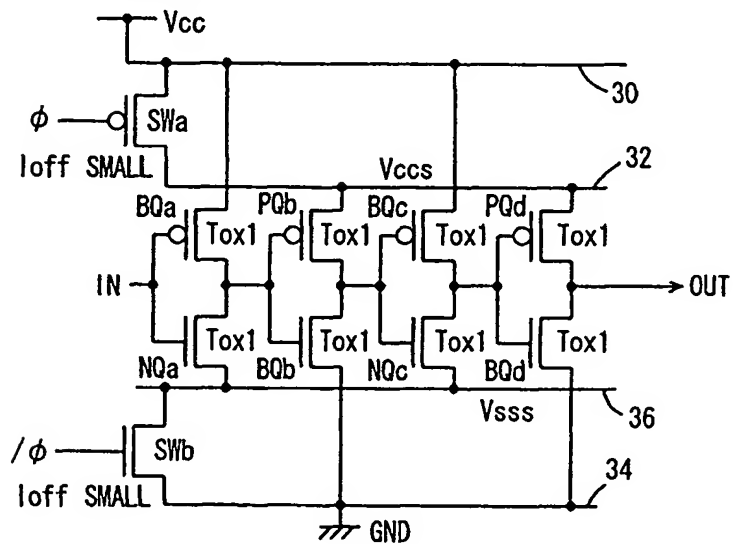 Vcc
30
ϕ
SWa
Ioff SMALL
Vccs
32
BQa
PQb
BQc
PQd
Tox1
Tox1
Tox1
Tox1
IN
OUT
Tox1
Tox1
Tox1
Tox1
NQa
BQb
NQc
BQd
Vsss
36
/ϕ
SWb
Ioff SMALL
34
GND